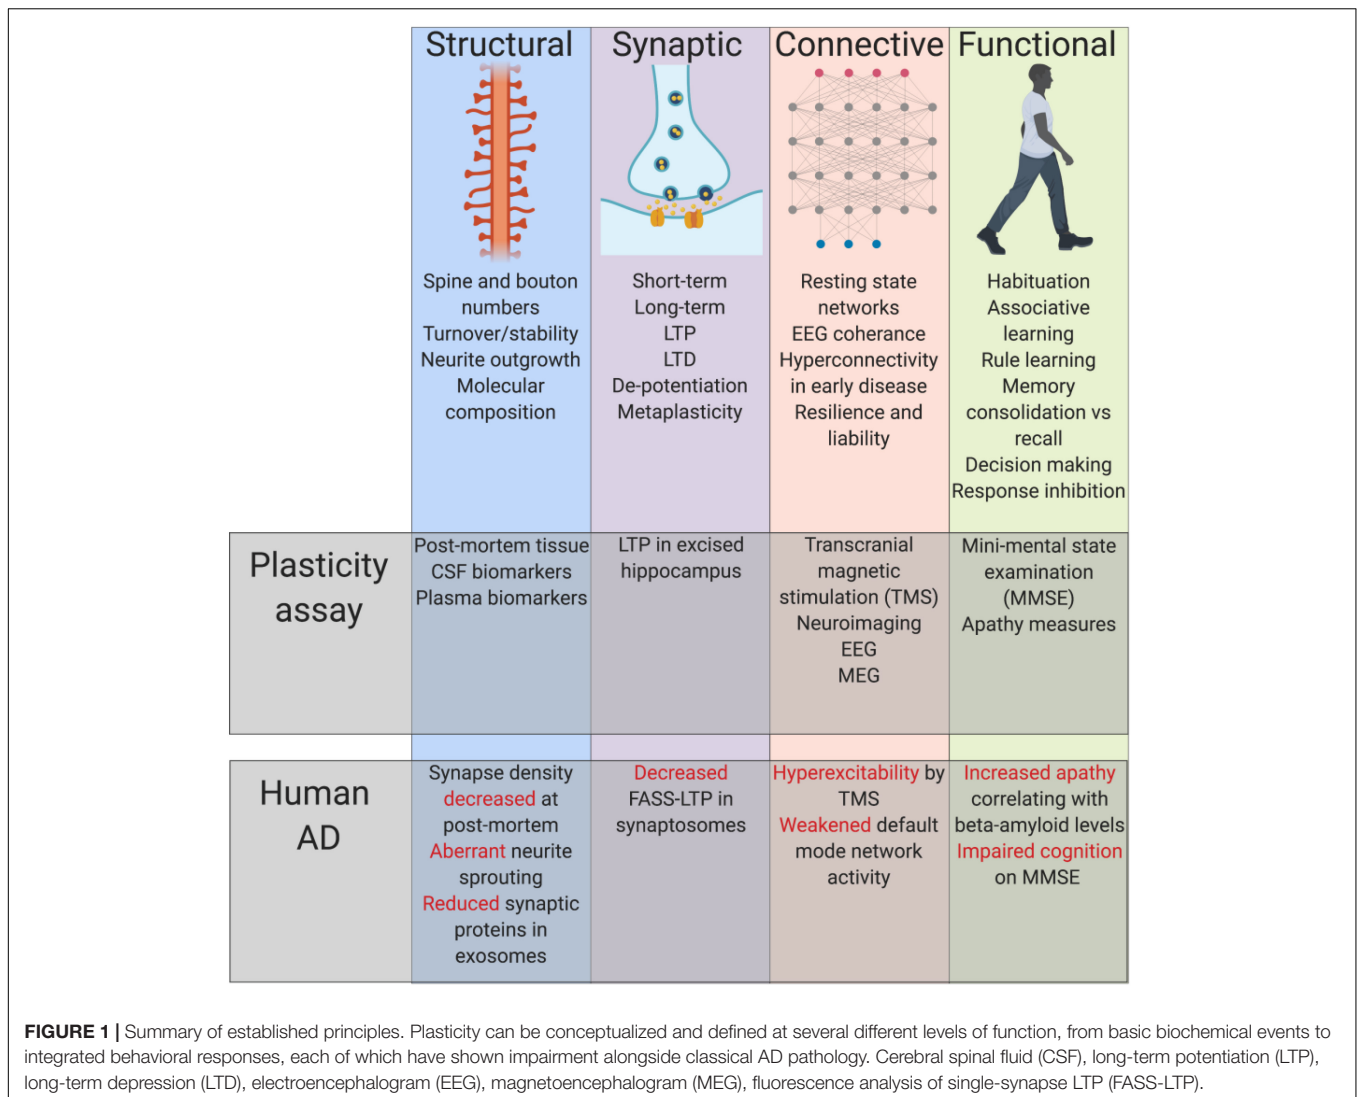 Structural
Synaptic
Connective
Functional
Spine and bouton
numbers
Turnover/stability
Neurite outgrowth
Molecular
composition
Short-term
Long-term
LTP
LTD
De-potentiation
Metaplasticity
Resting state
networks
EEG coherance
Hyperconnectivity
in early disease
Resilience and
liability
Habituation
Associative
learning
Rule learning
Memory
consolidation vs
recall
Decision making
Response inhibition
Plasticity
assay
Post-mortem tissue
CSF biomarkers
Plasma biomarkers
LTP in excised
hippocampus
Transcranial
magnetic
stimulation (TMS)
Neuroimaging
EEG
MEG
Mini-mental state
examination
(MMSE)
Apathy measures
Human
AD
Synapse density
decreased at
post-mortem
Aberrant neurite
sprouting
Reduced synaptic
proteins in
exosomes
Decreased
FASS-LTP in
synaptosomes
Hyperexcitability by
TMS
Weakened default
mode network
activity
Increased apathy
correlating with
beta-amyloid levels
Impaired cognition
on MMSE
FIGURE 1 | Summary of established principles. Plasticity can be conceptualized and defined at several different levels of function, from basic biochemical events to
integrated behavioral responses, each of which have shown impairment alongside classical AD pathology. Cerebral spinal fluid (CSF), long-term potentiation (LTP),
long-term depression (LTD), electroencephalogram (EEG), magnetoencephalogram (MEG), fluorescence analysis of single-synapse LTP (FASS-LTP).